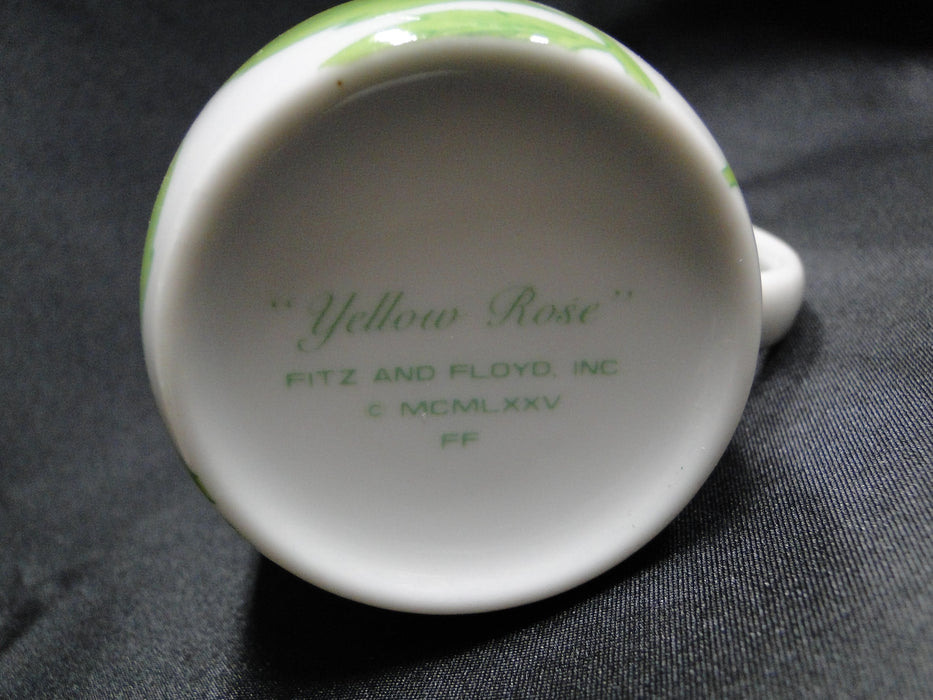 "Yellow Rose"
FITZ AND FLOYD, INC
c MCMLXXV
FF